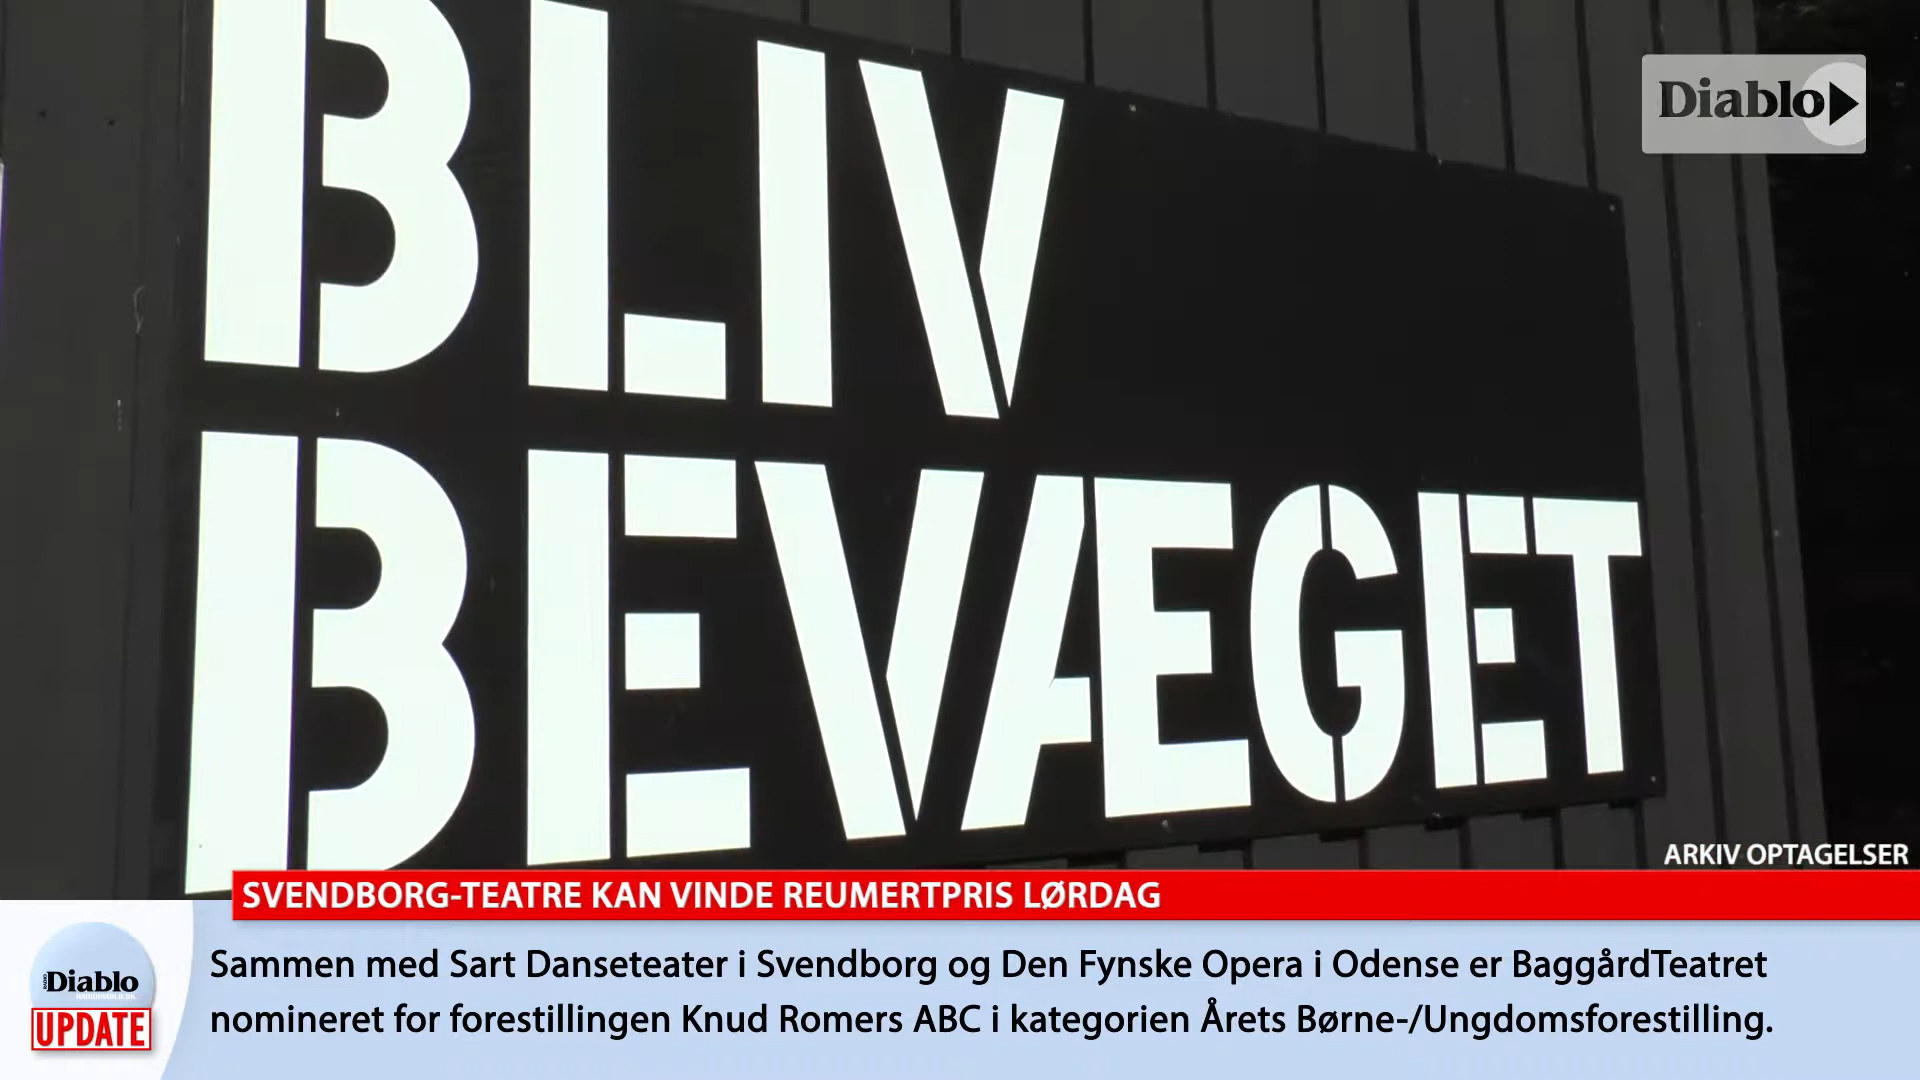 BLIV
BEVÆGET
Diablo
ARKIV OPTAGELSER
SVENDBORG-TEATRE KAN VINDE REUMERTPRIS LØRDAG
Sammen med Sart Danseteater i Svendborg og Den Fynske Opera i Odense er BaggårdTeatret
nomineret for forestillingen Knud Romers ABC i kategorien Årets Børne-/Ungdomsforestilling.
Diablo
UPDATE